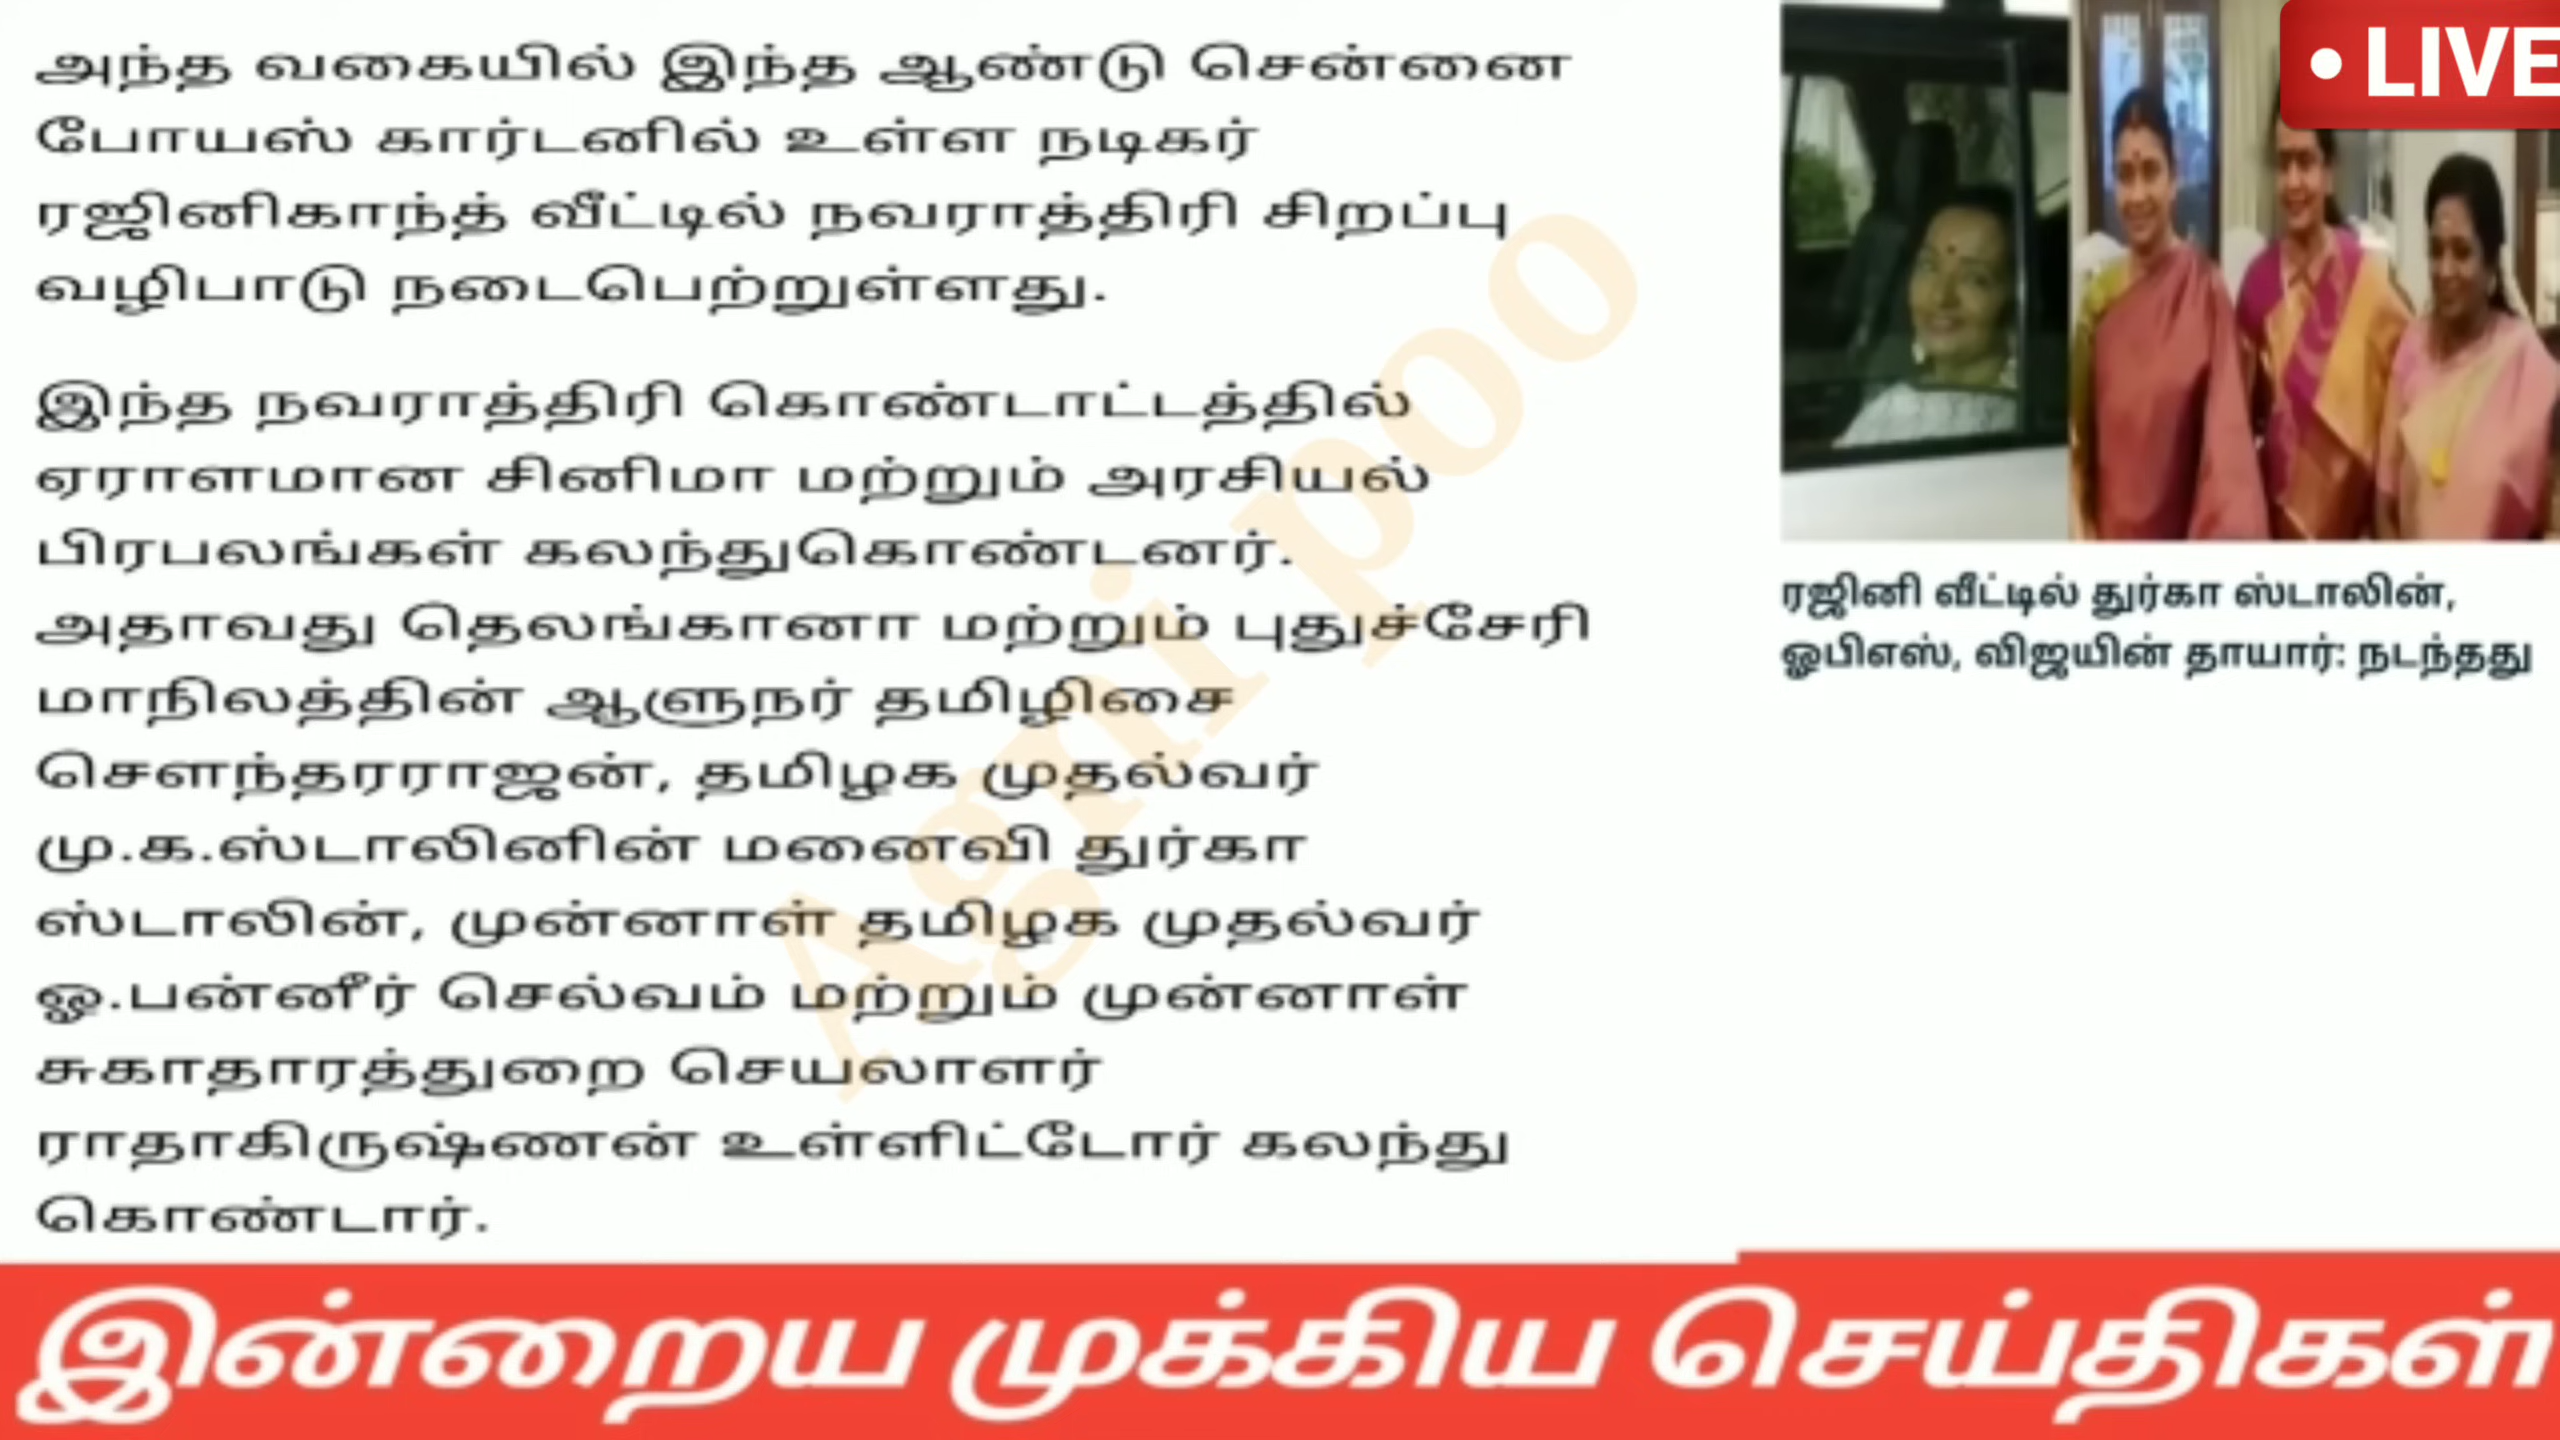 அந்த வகையில் இந்த ஆண்டு சென்னை
போயஸ் கார்டனில் உள்ள நடிகர்
ரஜினிகாந்த் வீட்டில் நவராத்திரி சிறப்பு
வழிபாடு நடைபெற்றுள்ளது.
இந்த நவராத்திரி கொண்டாட்டத்தில்
ஏராளமான சினிமா மற்றும் அரசியல்
பிரபலங்கள் கலந்துகொண்டனர்.
அதாவது தெலங்கானா மற்றும் புதுச்சேரி
மாநிலத்தின் ஆளுநர் தமிழிசை
சௌந்தரராஜன், தமிழக முதல்வர்
மு.க.ஸ்டாலினின் மனைவி துர்கா
ஸ்டாலின், முன்னாள் தமிழக முதல்வர்
ஓ.பன்னீர் செல்வம் மற்றும் முன்னாள்
சுகாதாரத்துறை செயலாளர்
ராதாகிருஷ்ணன் உள்ளிட்டோர் கலந்து
கொண்டார்.
Agni poo
• LIVE
ரஜினி வீட்டில் துர்கா ஸ்டாலின்,
ஓபிஎஸ், விஜயின் தாயார்: நடந்தது
இன்றைய முக்கிய செய்திகள்